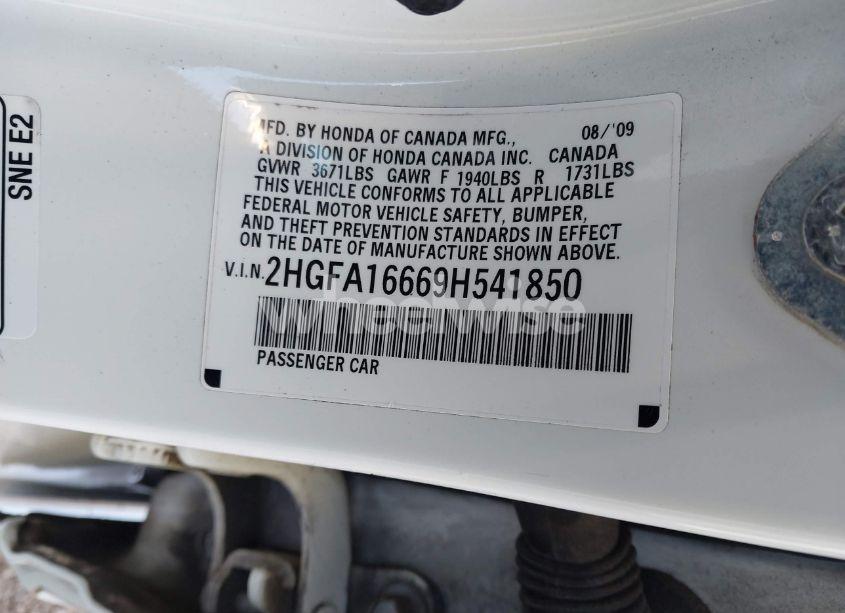 SNE E2
MFD. BY HONDA OF CANADA MFG., 08/'09
A DIVISION OF HONDA CANADA INC. CANADA
GVWR 3671LBS GAWR F 1940LBS R 1731LBS
THIS VEHICLE CONFORMS TO ALL APPLICABLE
FEDERAL MOTOR VEHICLE SAFETY, BUMPER,
AND THEFT PREVENTION STANDARDS IN EFFECT
ON THE DATE OF MANUFACTURE SHOWN ABOVE.
V.I.N. 2HGFA16669H541850
wheelwise
PASSENGER CAR